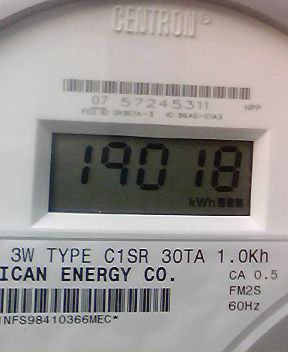 CENTRON®
07 57245311
19018
kWh
3W TYPE C1SR 30TA 1.0Kh
ICAN ENERGY CO.
CA 0.5
FM2S
60Hz
NFS98410366MEC*